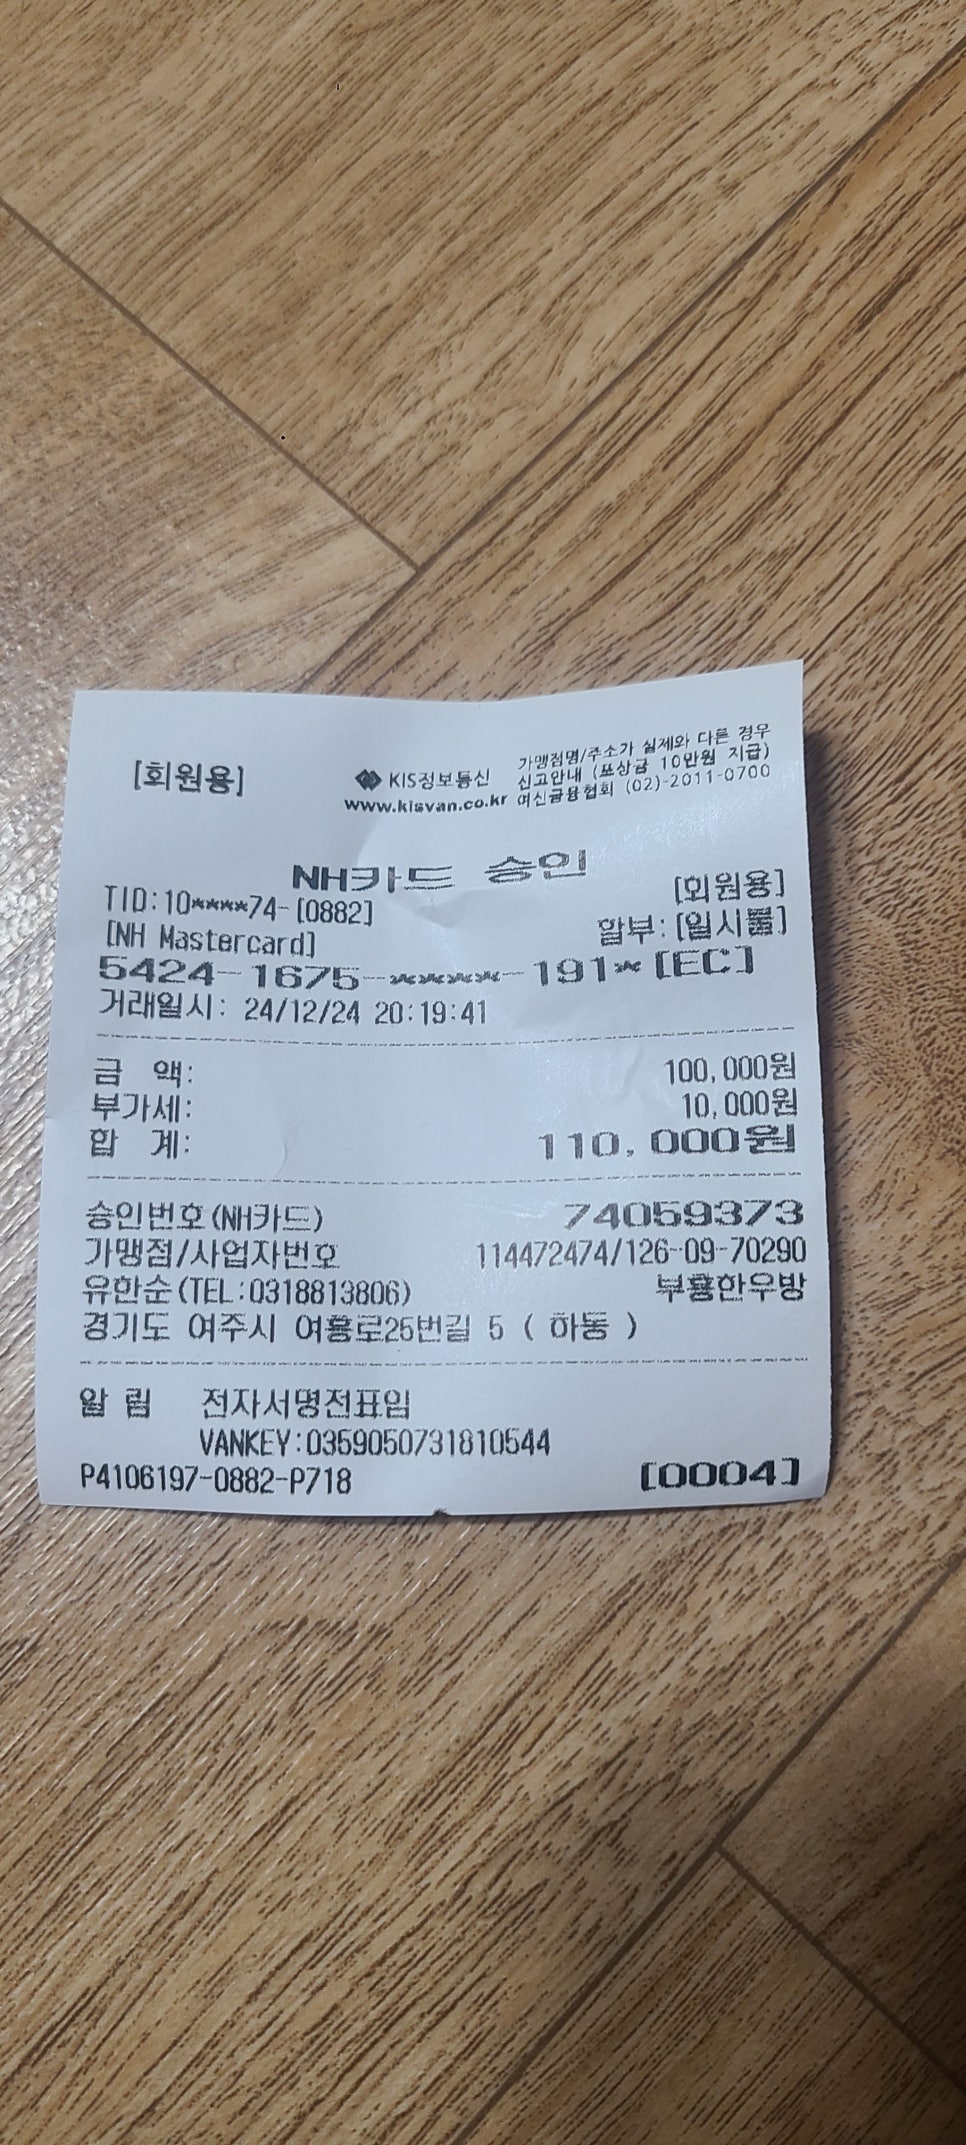 [회원용]
KIS정보통신
www.kisvan.co.kr
가맹점명/주소가 실제와 다른 경우
신고안내 (포상금 10만원 지급)
여신금융협회 (02)-2011-0700
NH카드 승인
TID:10****74-[0882] [회원용]
[NH Mastercard] 할부:[일시불]
5424-1675-****-191*[EC]
거래일시: 24/12/24 20:19:41
금 액: 100,000원
부가세: 10,000원
합 계: 110,000원
승인번호(NH카드) 74059373
가맹점/사업자번호 114472474/126-09-70290
유한순(TEL:0318813806) 부흥한우방
경기도 여주시 여흥로25번길 5 ( 하동 )
알 림 전자서명전표임
VANKEY:0359050731810544
P4106197-0882-P718 [0004]